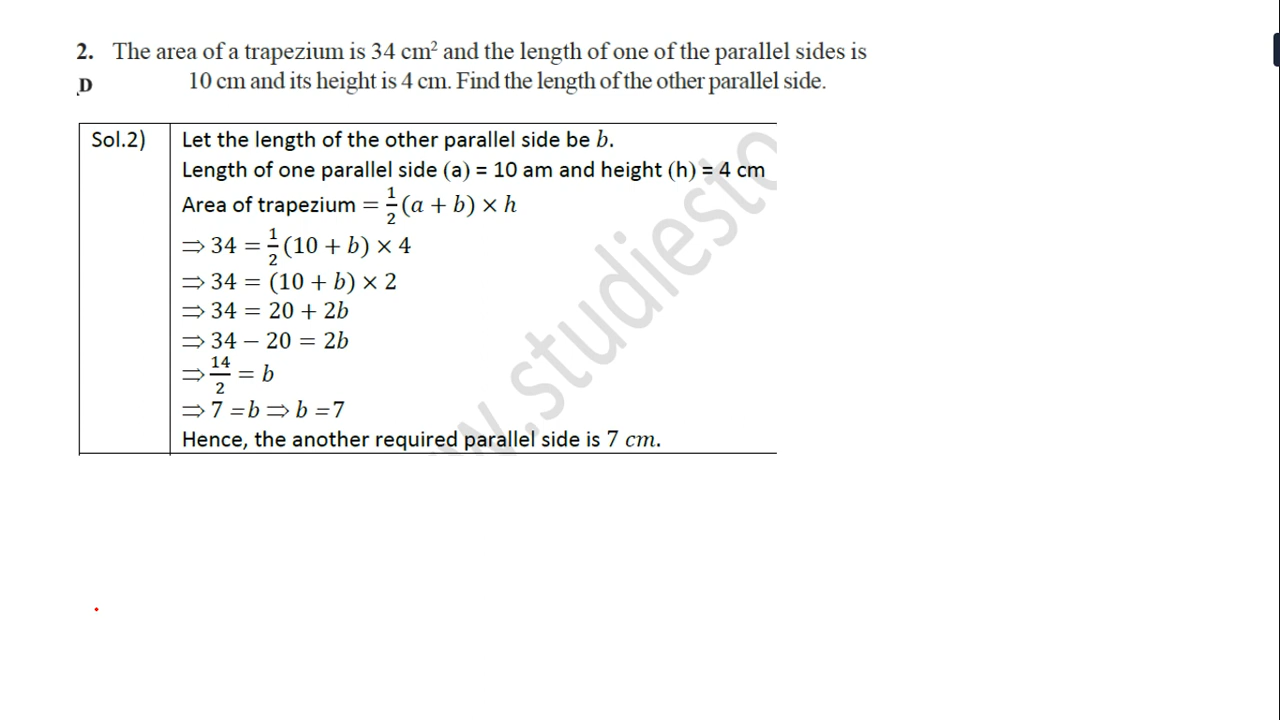 2. The area of a trapezium is 34 cm² and the length of one of the parallel sides is
D 10 cm and its height is 4 cm. Find the length of the other parallel side.
Sol.2) Let the length of the other parallel side be b.
Length of one parallel side (a) = 10 am and height (h) = 4 cm
Area of trapezium = 1/2 (a + b) × h
⇒ 34 = 1/2 (10 + b) × 4
⇒ 34 = (10 + b) × 2
⇒ 34 = 20 + 2b
⇒ 34 − 20 = 2b
⇒ 14/2 = b
⇒ 7 =b ⇒ b =7
Hence, the another required parallel side is 7 cm.
w.studiesto